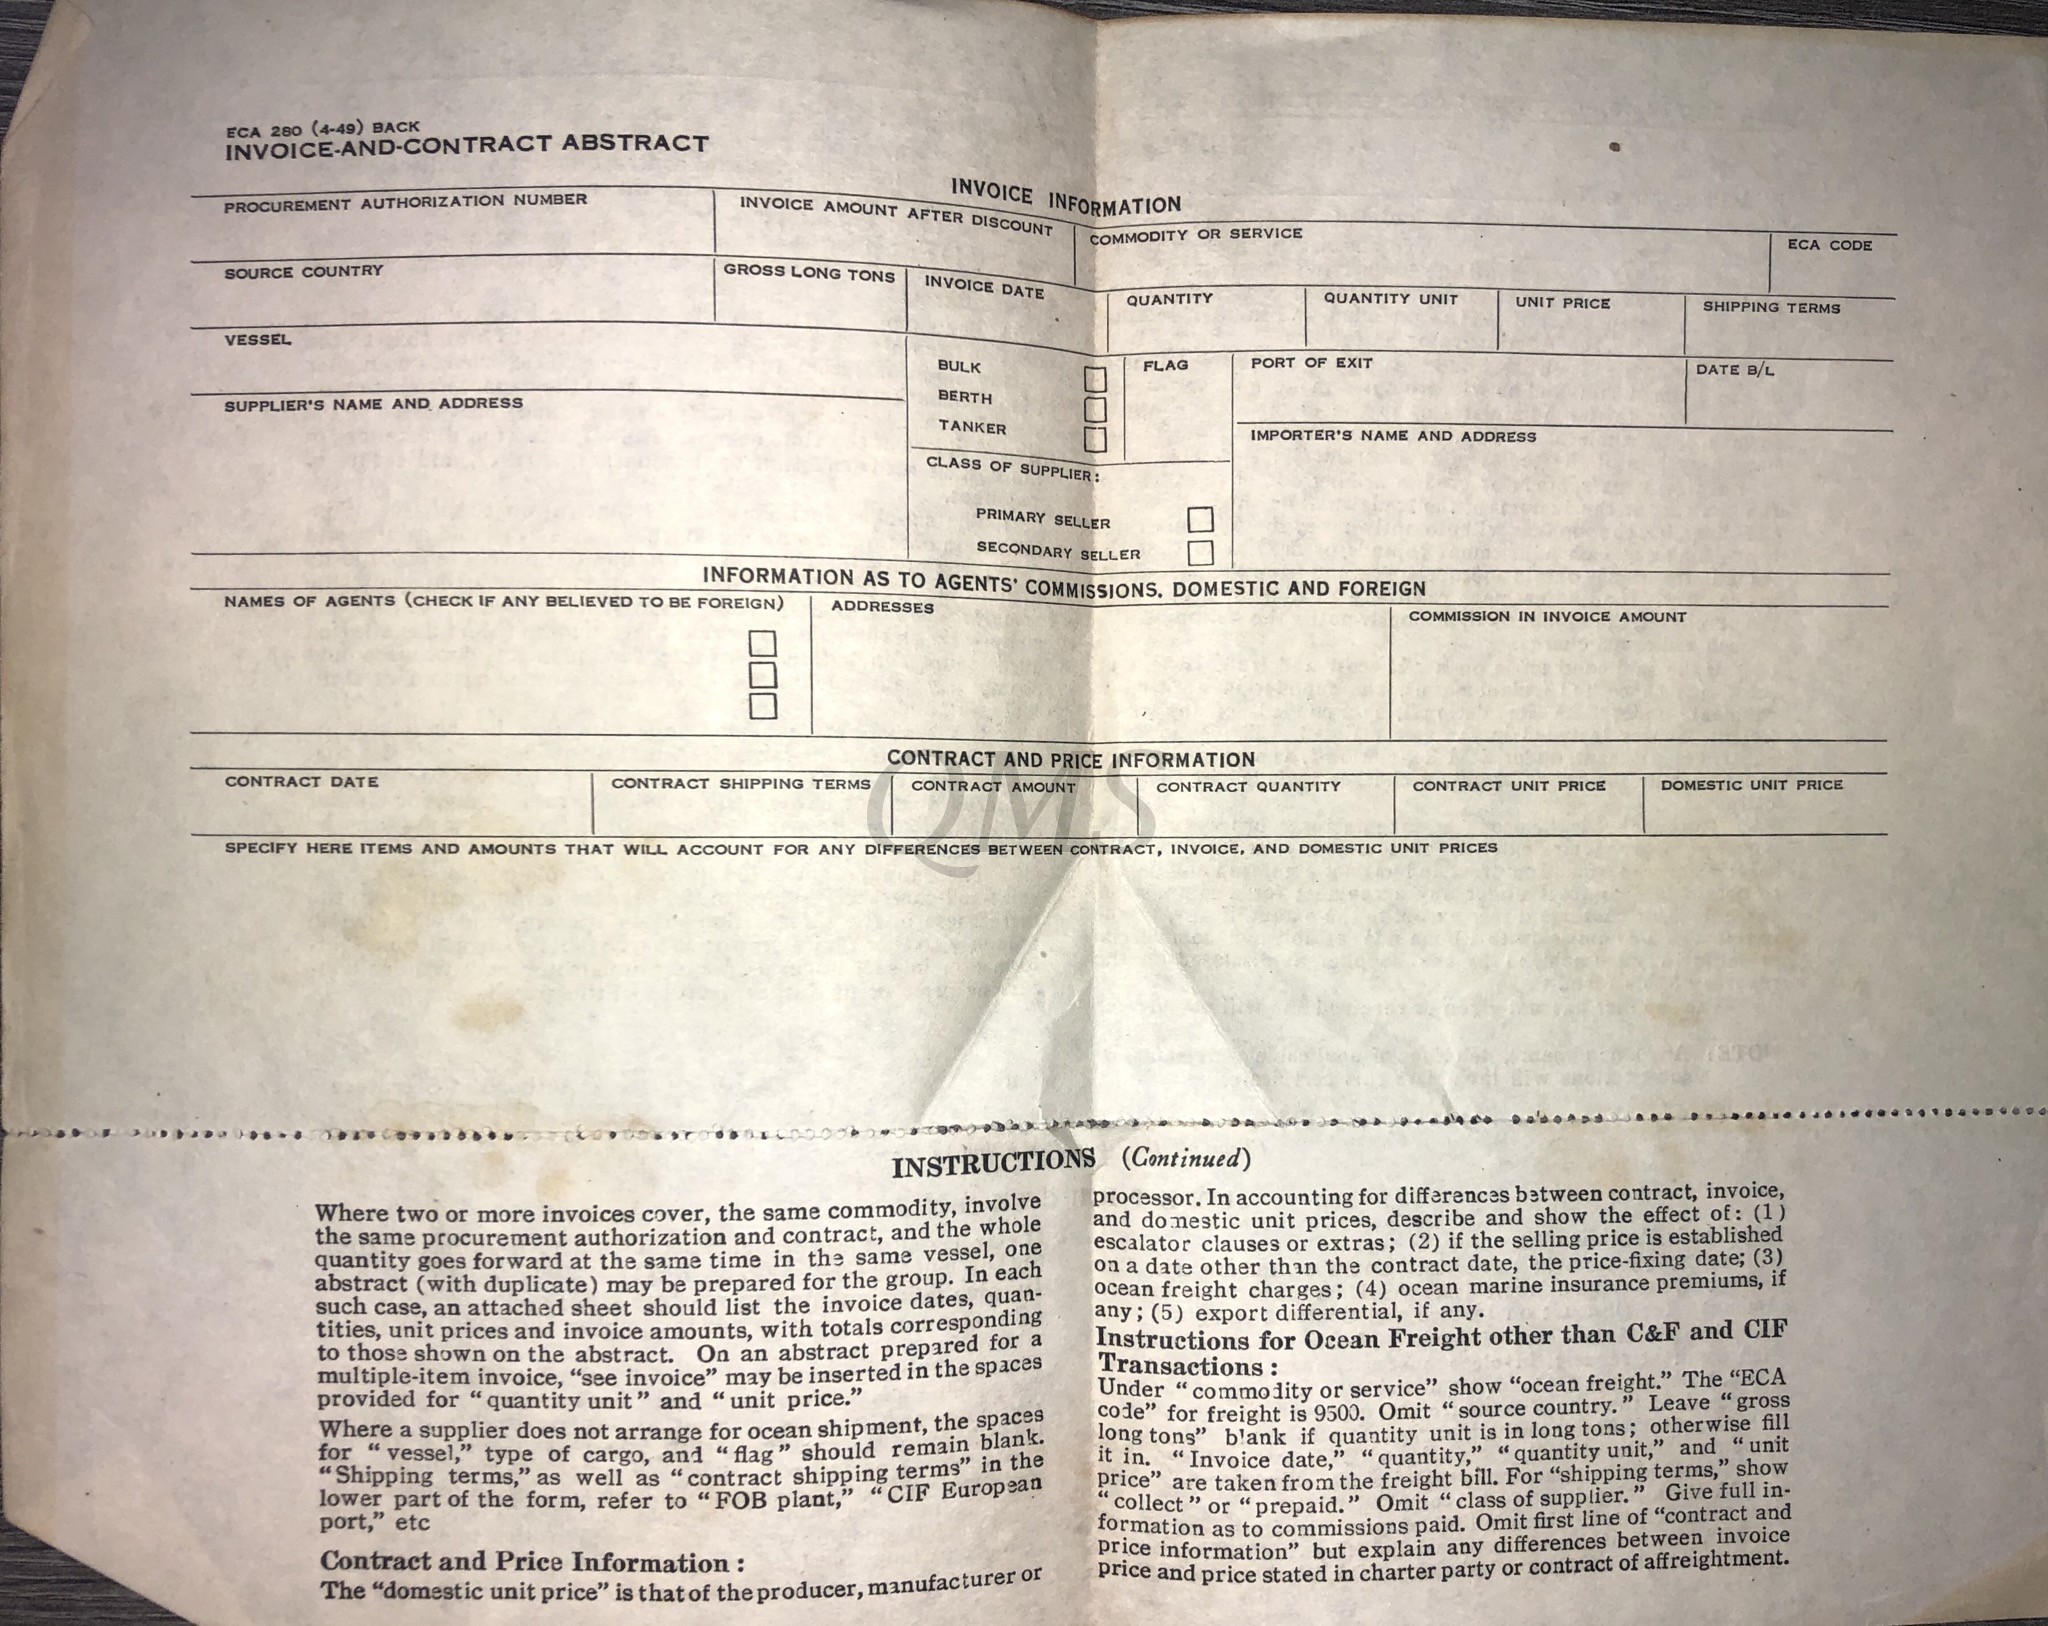 ECA 280 (4-49) BACK
INVOICE-AND-CONTRACT ABSTRACT
INVOICE INFORMATION
PROCUREMENT AUTHORIZATION NUMBER
INVOICE AMOUNT AFTER DISCOUNT
COMMODITY OR SERVICE
ECA CODE
SOURCE COUNTRY
GROSS LONG TONS
INVOICE DATE
QUANTITY
QUANTITY UNIT
UNIT PRICE
SHIPPING TERMS
VESSEL
BULK
BERTH
TANKER
FLAG
PORT OF EXIT
DATE B/L
SUPPLIER'S NAME AND ADDRESS
CLASS OF SUPPLIER:
PRIMARY SELLER
SECONDARY SELLER
IMPORTER'S NAME AND ADDRESS
INFORMATION AS TO AGENTS' COMMISSIONS, DOMESTIC AND FOREIGN
NAMES OF AGENTS (CHECK IF ANY BELIEVED TO BE FOREIGN)
ADDRESSES
COMMISSION IN INVOICE AMOUNT
CONTRACT AND PRICE INFORMATION
CONTRACT DATE
CONTRACT SHIPPING TERMS
CONTRACT AMOUNT
CONTRACT QUANTITY
CONTRACT UNIT PRICE
DOMESTIC UNIT PRICE
QMS
SPECIFY HERE ITEMS AND AMOUNTS THAT WILL ACCOUNT FOR ANY DIFFERENCES BETWEEN CONTRACT, INVOICE, AND DOMESTIC UNIT PRICES
INSTRUCTIONS (Continued)
Where two or more invoices cover, the same commodity, involve
the same procurement authorization and contract, and the whole
quantity goes forward at the same time in the same vessel, one
abstract (with duplicate) may be prepared for the group. In each
such case, an attached sheet should list the invoice dates, quan-
tities, unit prices and invoice amounts, with totals corresponding
to those shown on the abstract. On an abstract prepared for a
multiple-item invoice, "see invoice" may be inserted in the spaces
provided for "quantity unit" and "unit price."
Where a supplier does not arrange for ocean shipment, the spaces
for "vessel," type of cargo, and "flag" should remain blank.
"Shipping terms," as well as "contract shipping terms" in the
lower part of the form, refer to "FOB plant," "CIF European
port," etc
Contract and Price Information:
The "domestic unit price" is that of the producer, manufacturer or
processor. In accounting for differences between contract, invoice,
and domestic unit prices, describe and show the effect of: (1)
escalator clauses or extras; (2) if the selling price is established
on a date other than the contract date, the price-fixing date; (3)
ocean freight charges; (4) ocean marine insurance premiums, if
any; (5) export differential, if any.
Instructions for Ocean Freight other than C&F and CIF
Transactions:
Under "commodity or service" show "ocean freight." The "ECA
code" for freight is 9500. Omit "source country." Leave "gross
long tons" blank if quantity unit is in long tons; otherwise fill
it in. "Invoice date," "quantity," "quantity unit," and "unit
price" are taken from the freight bill. For "shipping terms," show
"collect" or "prepaid." Omit "class of supplier." Give full in-
formation as to commissions paid. Omit first line of "contract and
price information" but explain any differences between invoice
price and price stated in charter party or contract of affreightment.